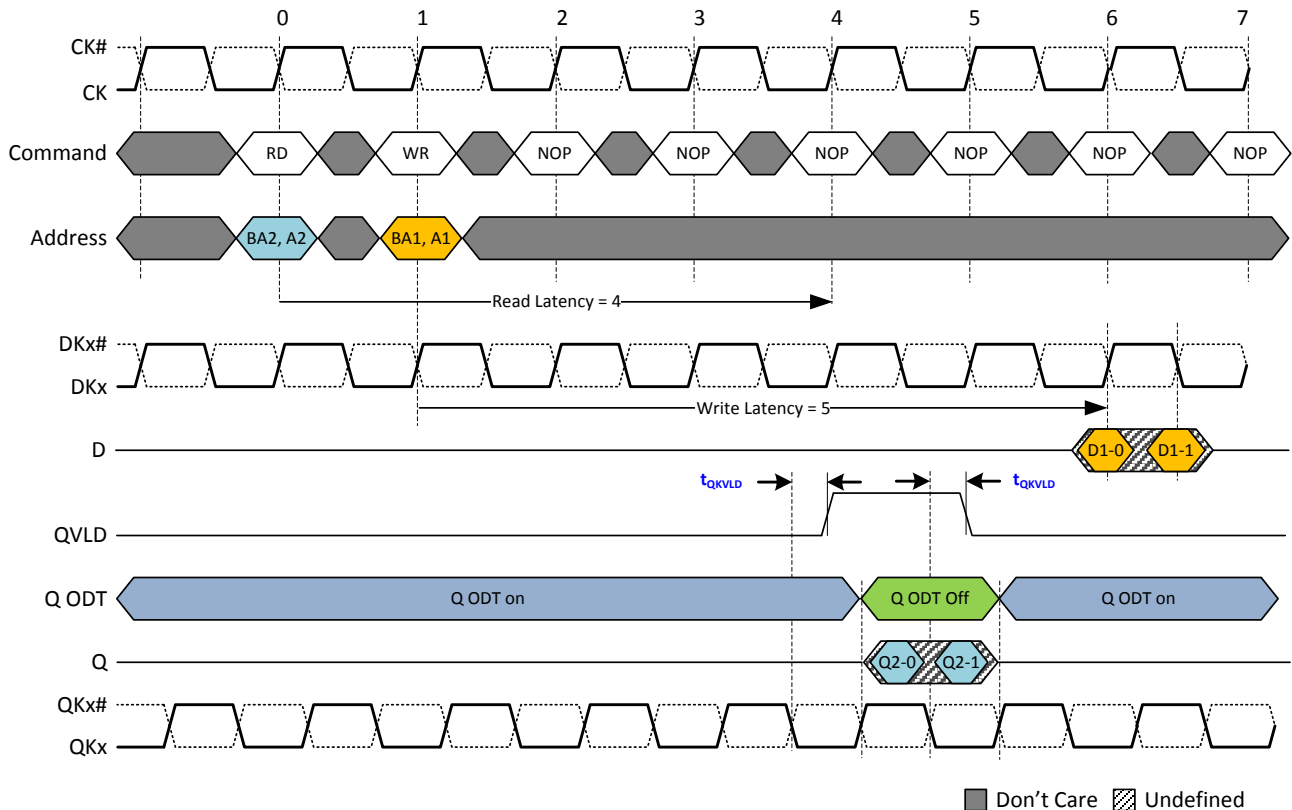 0 1 2 3 4 5 6 7
CK#
CK
Command RD WR NOP NOP NOP NOP NOP NOP
Address BA2, A2 BA1, A1
Read Latency = 4
DKx#
DKx
Write Latency = 5
D D1-0 D1-1
tQKVLD tQKVLD
QVLD
Q ODT Q ODT on Q ODT Off Q ODT on
Q Q2-0 Q2-1
QKx#
QKx
Don't Care Undefined